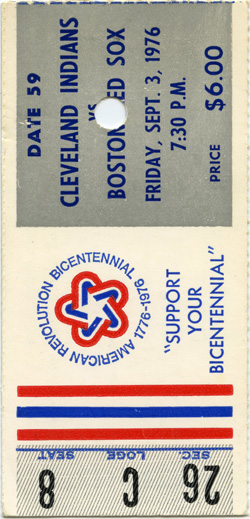 DATE 59
CLEVELAND INDIANS
VS
BOSTON RED SOX
FRIDAY, SEPT. 3, 1976
7:30 P.M.
PRICE $6.00
AMERICAN REVOLUTION BICENTENNIAL 1776-1976
"SUPPORT
YOUR
BICENTENNIAL"
SEC. LOGE SEAT
26 C 8